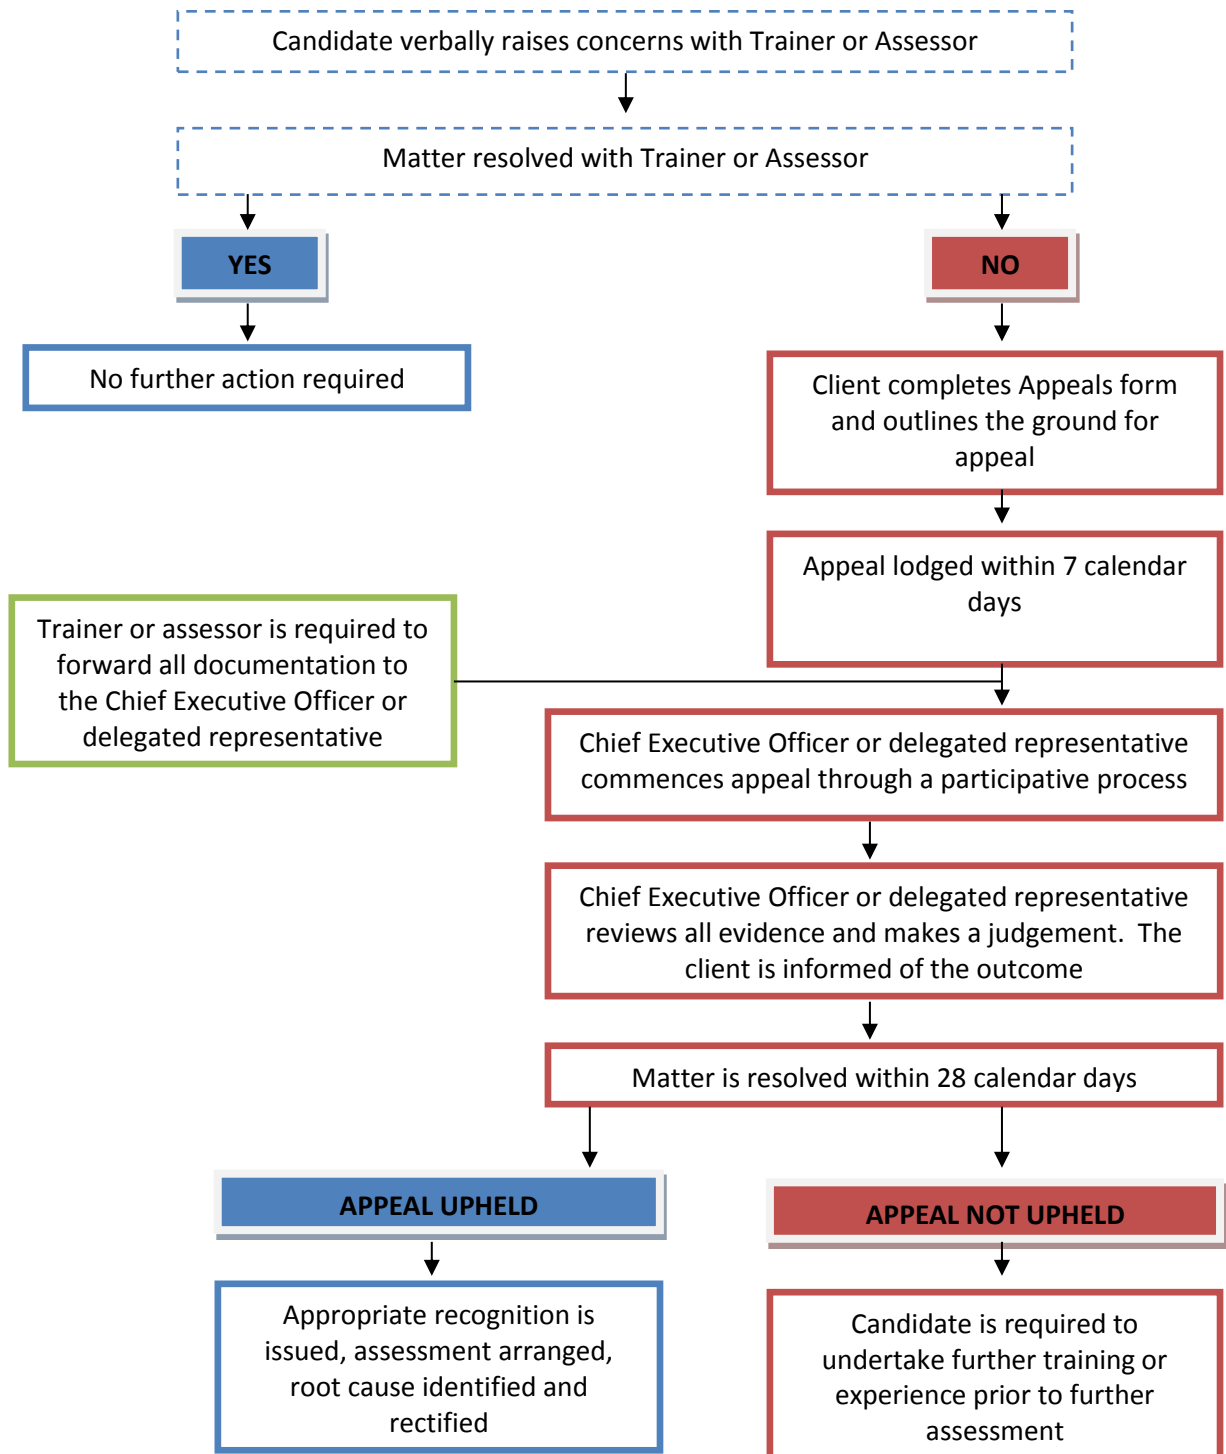 Candidate verbally raises concerns with Trainer or Assessor
Matter resolved with Trainer or Assessor
YES
NO
No further action required
Client completes Appeals form
and outlines the ground for
appeal
Appeal lodged within 7 calendar
days
Trainer or assessor is required to
forward all documentation to
the Chief Executive Officer or
delegated representative
Chief Executive Officer or delegated representative
commences appeal through a participative process
Chief Executive Officer or delegated representative
reviews all evidence and makes a judgement.  The
client is informed of the outcome
Matter is resolved within 28 calendar days
APPEAL UPHELD
APPEAL NOT UPHELD
Appropriate recognition is
issued, assessment arranged,
root cause identified and
rectified
Candidate is required to
undertake further training or
experience prior to further
assessment